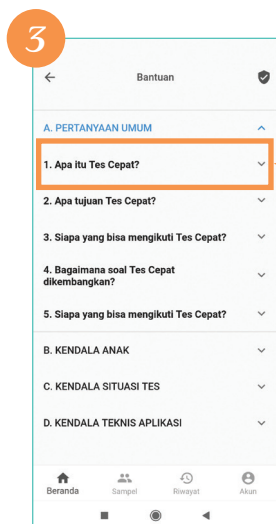 3
Bantuan
A. PERTANYAAN UMUM
1. Apa itu Tes Cepat?
2. Apa tujuan Tes Cepat?
3. Siapa yang bisa mengikuti Tes Cepat?
4. Bagaimana soal Tes Cepat
dikembangkan?
5. Siapa yang bisa mengikuti Tes Cepat?
B. KENDALA ANAK
C. KENDALA SITUASI TES
D. KENDALA TEKNIS APLIKASI
Beranda Sampel Riwayat Akun